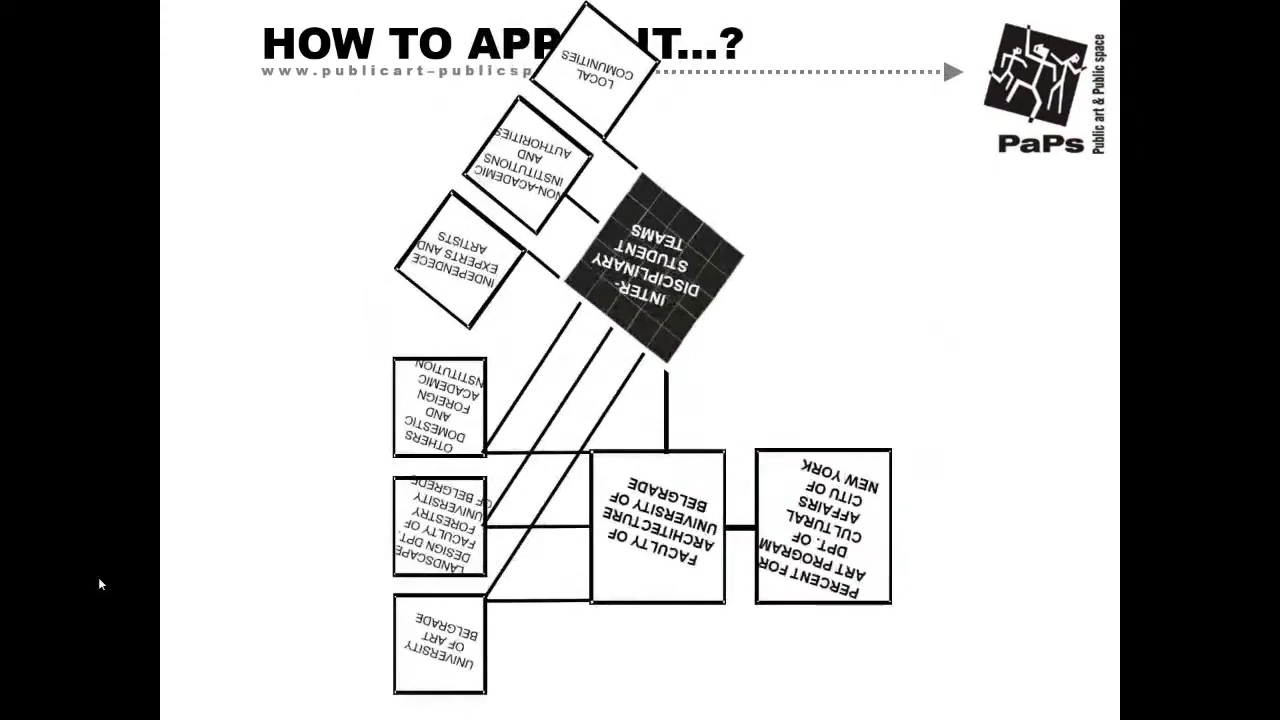 HOW TO APP IT...?
www.publicart-publicsp
PaPs
Public art & Public space
LOCAL
COMUNITIES
NON-ACADEMIC
INSTITUTIONS
AND
AUTHORITIES
INDEPENDECE
EXPERTS AND
ARTISTS
INTER-
DISCIPLINARY
STUDENT
TEAMS
OTHERS
DOMESTIC
AND
FOREIGN
ACADEMIC
INSTITUTION
LANDSCAPE
DESIGN DPT.
FACULTY OF
FORESTRY
UNIVERSITY
OF BELGREDE
UNIVERSITY
OF ART
BELGRADE
FACULTY OF
ARCHITECTURE
UNIVERSITY OF
BELGRADE
PERCENT FOR
ART PROGRAM
DPT. OF
CULTURAL
AFFAIRS
CITU OF
NEW YORK